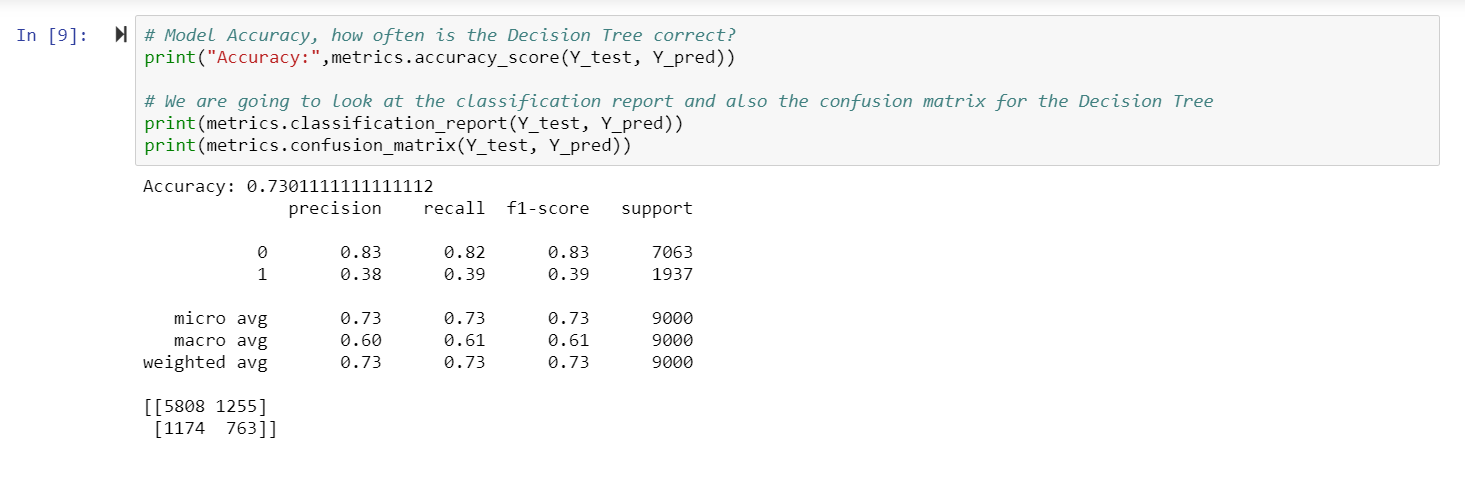 In [9]:
# Model Accuracy, how often is the Decision Tree correct?
print("Accuracy:",metrics.accuracy_score(Y_test, Y_pred))
# We are going to look at the classification report and also the confusion matrix for the Decision Tree
print(metrics.classification_report(Y_test, Y_pred))
print(metrics.confusion_matrix(Y_test, Y_pred))
Accuracy: 0.7301111111111112
precision recall f1-score support
0 0.83 0.82 0.83 7063
1 0.38 0.39 0.39 1937
micro avg 0.73 0.73 0.73 9000
macro avg 0.60 0.61 0.61 9000
weighted avg 0.73 0.73 0.73 9000
[[5808 1255]
[1174 763]]